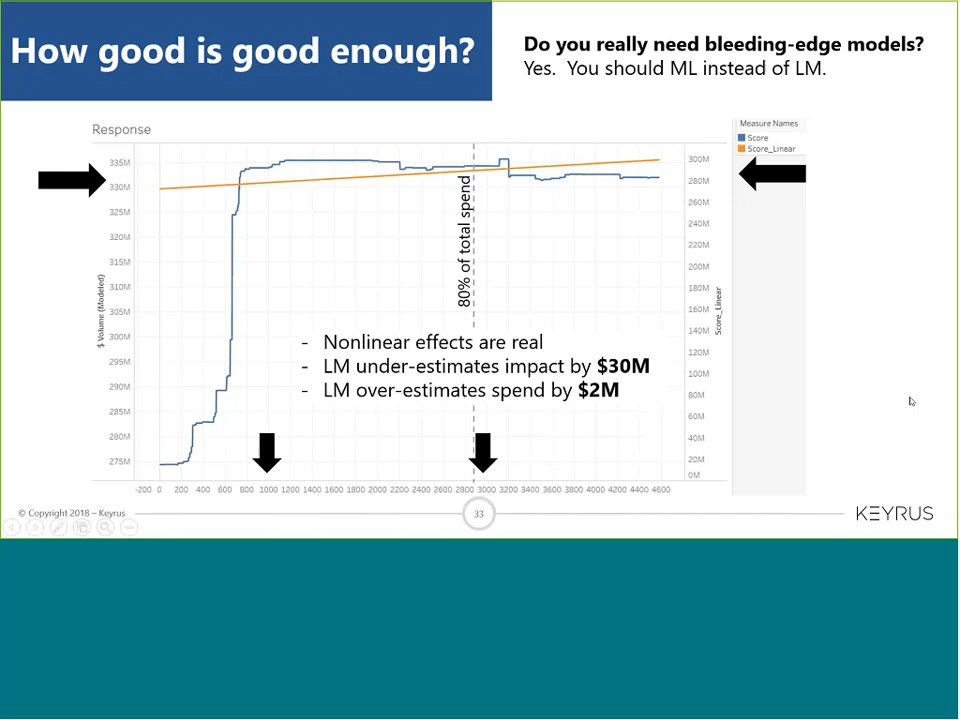 How good is good enough?
Do you really need bleeding-edge models?
Yes.  You should ML instead of LM.
Response
Measure Names
Score
Score_Linear
335M
330M
325M
320M
315M
310M
305M
300M
295M
290M
285M
280M
275M
$ Volume (Modeled)
80% of total spend
300M
280M
260M
240M
220M
200M
180M
160M
140M
120M
100M
80M
60M
40M
20M
0M
Score_Linear
- Nonlinear effects are real
- LM under-estimates impact by $30M
- LM over-estimates spend by $2M
-200 0 200 400 600 800 1000 1200 1400 1600 1800 2000 2200 2400 2600 2800 3000 3200 3400 3600 3800 4000 4200 4400 4600
© Copyright 2018 – Keyrus
33
KEYRUS